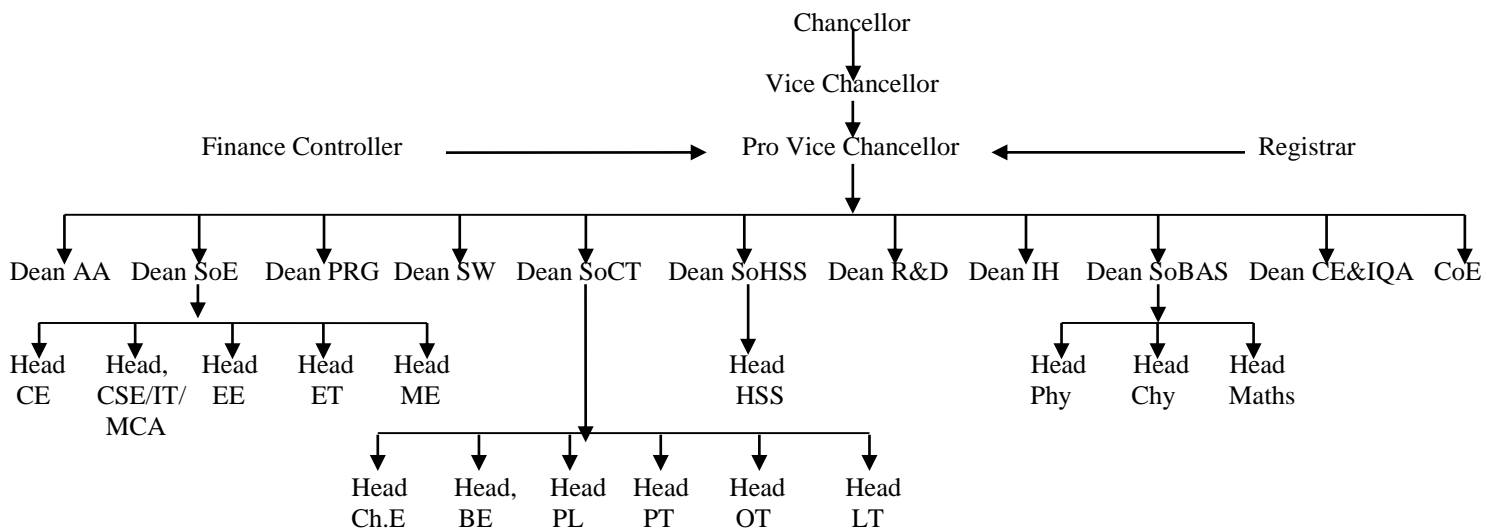 Chancellor
Vice Chancellor
Finance Controller Pro Vice Chancellor Registrar
Dean AA Dean SoE Dean PRG Dean SW Dean SoCT Dean SoHSS Dean R&D Dean IH Dean SoBAS Dean CE&IQA CoE
Head Head, Head Head Head Head Head Head Head
CE CSE/IT/ EE ET ME HSS Phy Chy Maths
MCA
Head Head, Head Head Head Head
Ch.E BE PL PT OT LT